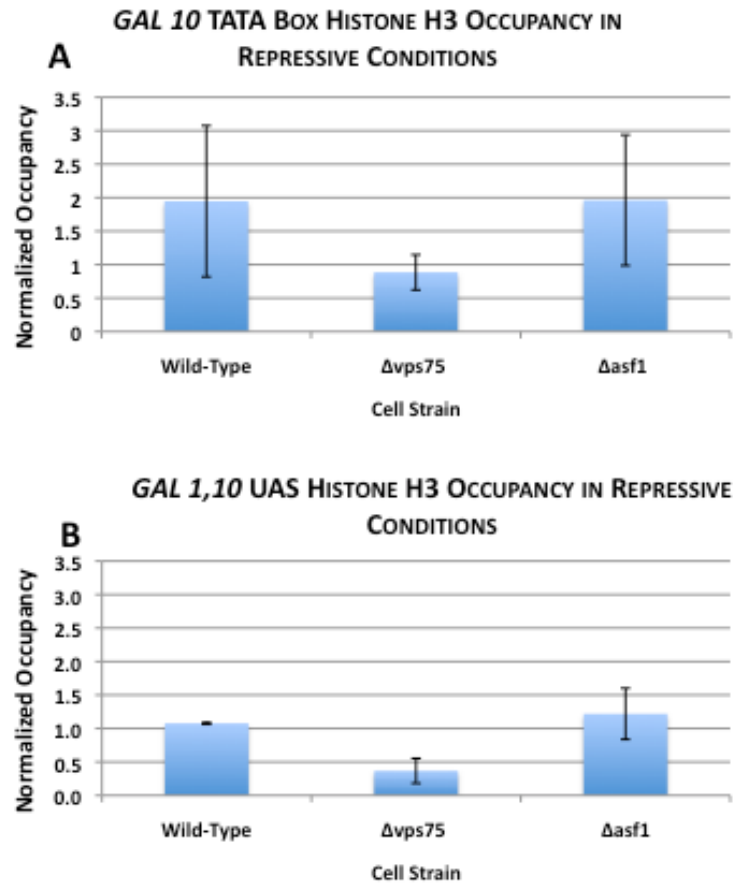 GAL 10 TATA BOX HISTONE H3 OCCUPANCY IN
REPRESSIVE CONDITIONS
A
3.5
3
2.5
2
1.5
1
0.5
0
Normalized Occupancy
Wild-Type Δvps75 Δasf1
Cell Strain
GAL 1,10 UAS HISTONE H3 OCCUPANCY IN REPRESSIVE
CONDITIONS
B
3.5
3.0
2.5
2.0
1.5
1.0
0.5
0.0
Normalized Occupancy
Wild-Type Δvps75 Δasf1
Cell Strain